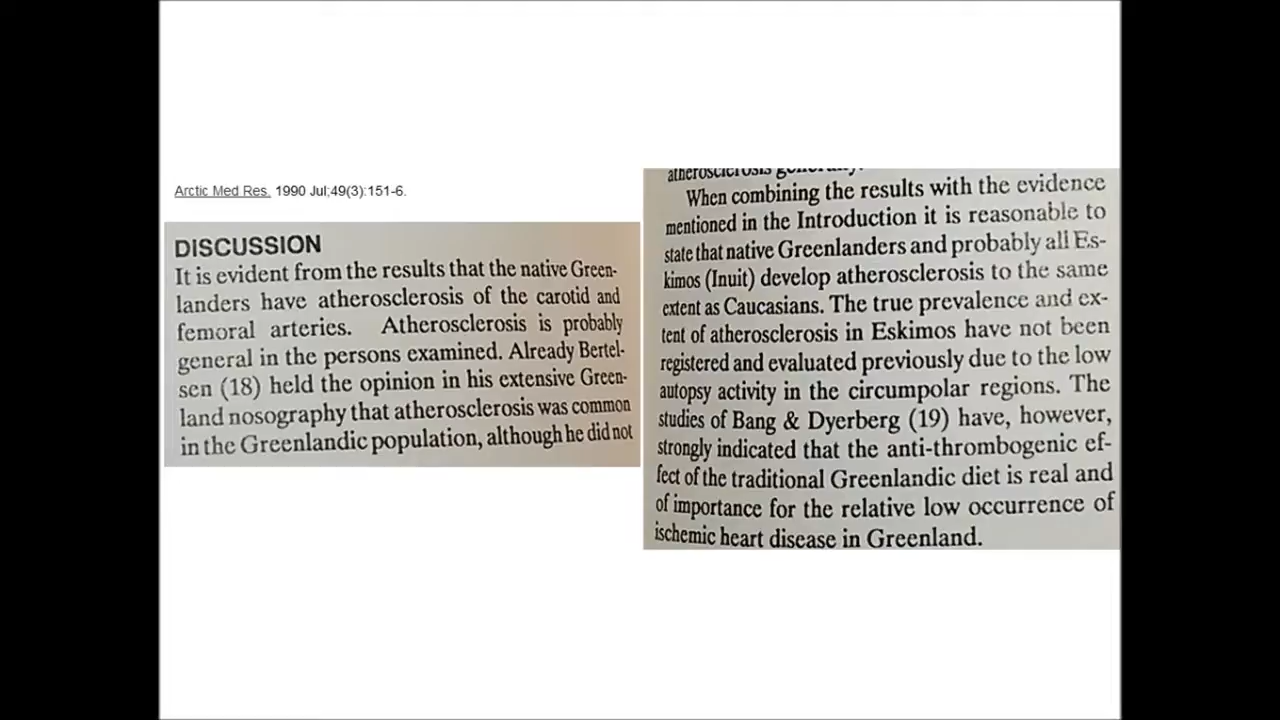 Arctic Med Res. 1990 Jul;49(3):151-6.
DISCUSSION
It is evident from the results that the native Green-
landers have atherosclerosis of the carotid and
femoral arteries. Atherosclerosis is probably
general in the persons examined. Already Bertel-
sen (18) held the opinion in his extensive Green-
land nosography that atherosclerosis was common
in the Greenlandic population, although he did not
atherosclerosis generally.
When combining the results with the evidence
mentioned in the Introduction it is reasonable to
state that native Greenlanders and probably all Es-
kimos (Inuit) develop atherosclerosis to the same
extent as Caucasians. The true prevalence and ex-
tent of atherosclerosis in Eskimos have not been
registered and evaluated previously due to the low
autopsy activity in the circumpolar regions. The
studies of Bang & Dyerberg (19) have, however,
strongly indicated that the anti-thrombogenic ef-
fect of the traditional Greenlandic diet is real and
of importance for the relative low occurrence of
ischemic heart disease in Greenland.